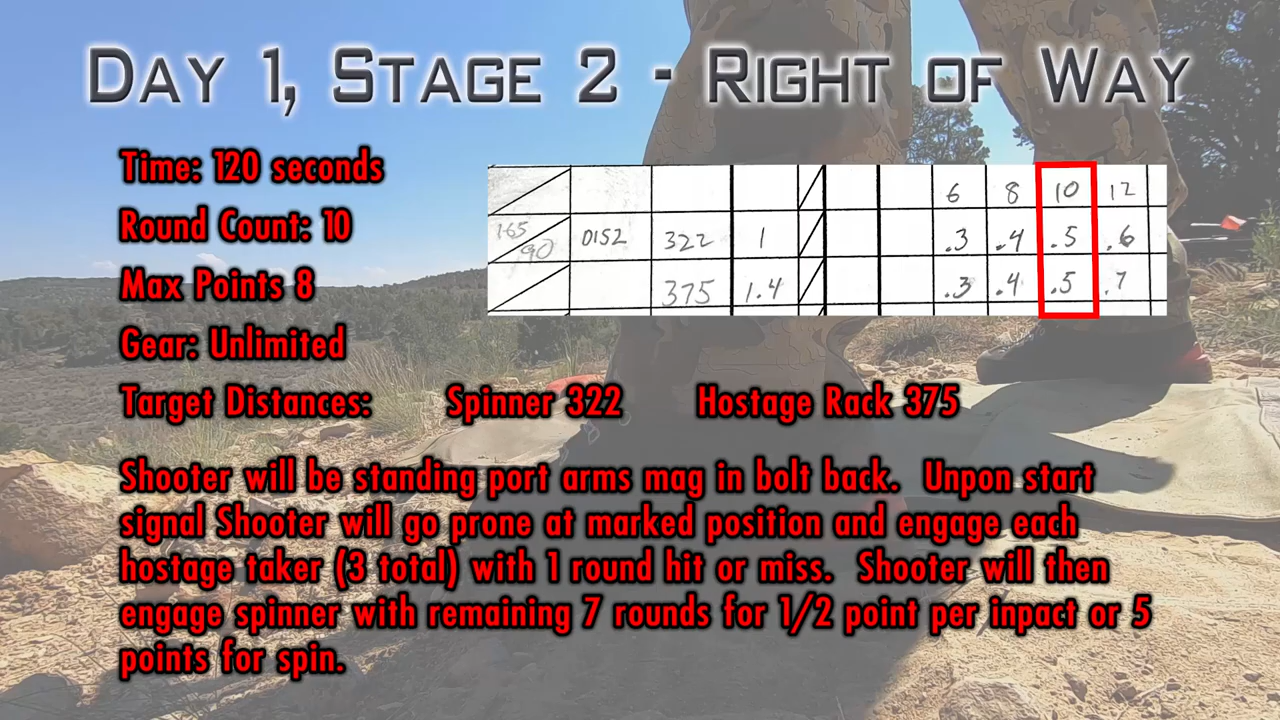 Day 1, Stage 2 - Right of Way
Time: 120 seconds
Round Count: 10
Max Points 8
Gear: Unlimited
6 8 10 12
165 90 0152 322 1 .3 .4 .5 .6
375 1.4 .3 .4 .5 .7
Target Distances: Spinner 322 Hostage Rack 375
Shooter will be standing port arms mag in bolt back. Unpon start
signal Shooter will go prone at marked position and engage each
hostage taker (3 total) with 1 round hit or miss. Shooter will then
engage spinner with remaining 7 rounds for 1/2 point per inpact or 5
points for spin.